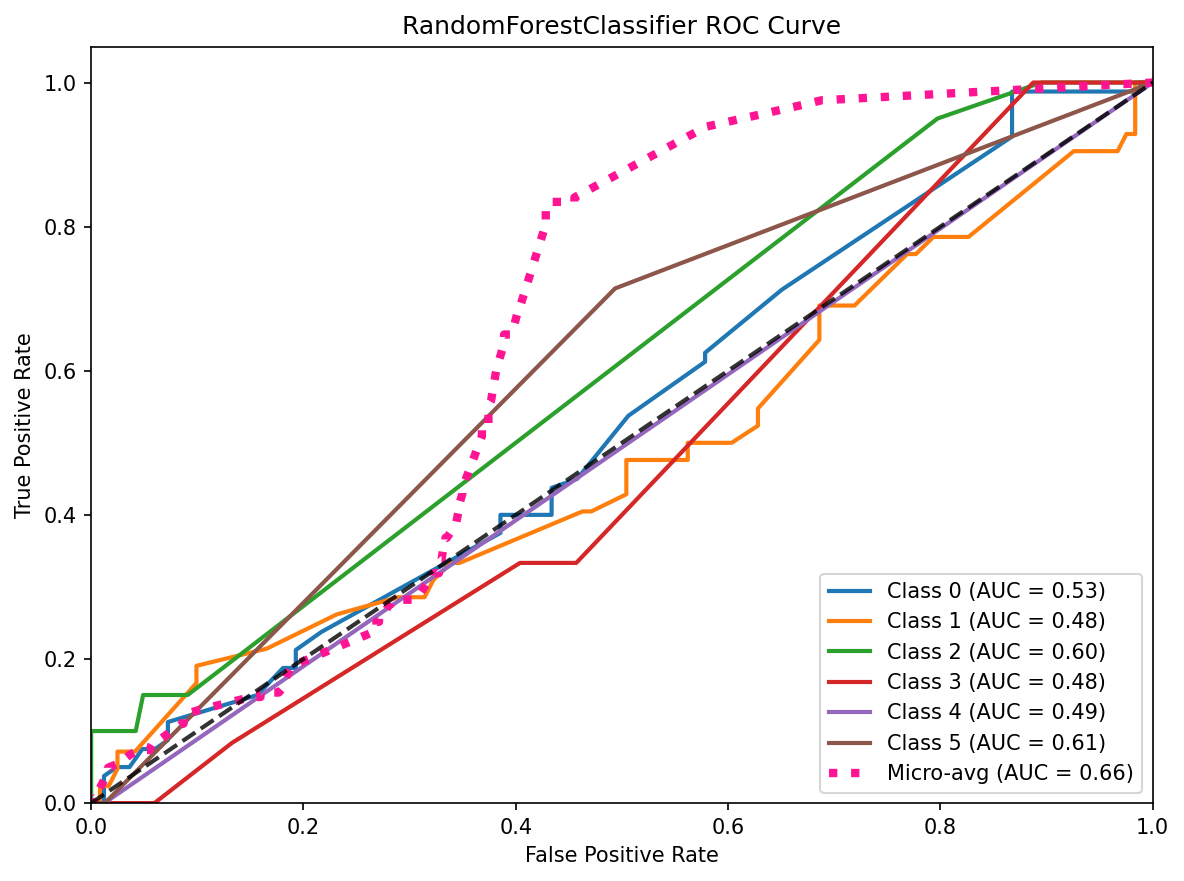 RandomForestClassifier ROC Curve
True Positive Rate
1.0
0.8
0.6
0.4
0.2
0.0
Class 0 (AUC = 0.53)
Class 1 (AUC = 0.48)
Class 2 (AUC = 0.60)
Class 3 (AUC = 0.48)
Class 4 (AUC = 0.49)
Class 5 (AUC = 0.61)
Micro-avg (AUC = 0.66)
0.0 0.2 0.4 0.6 0.8 1.0
False Positive Rate